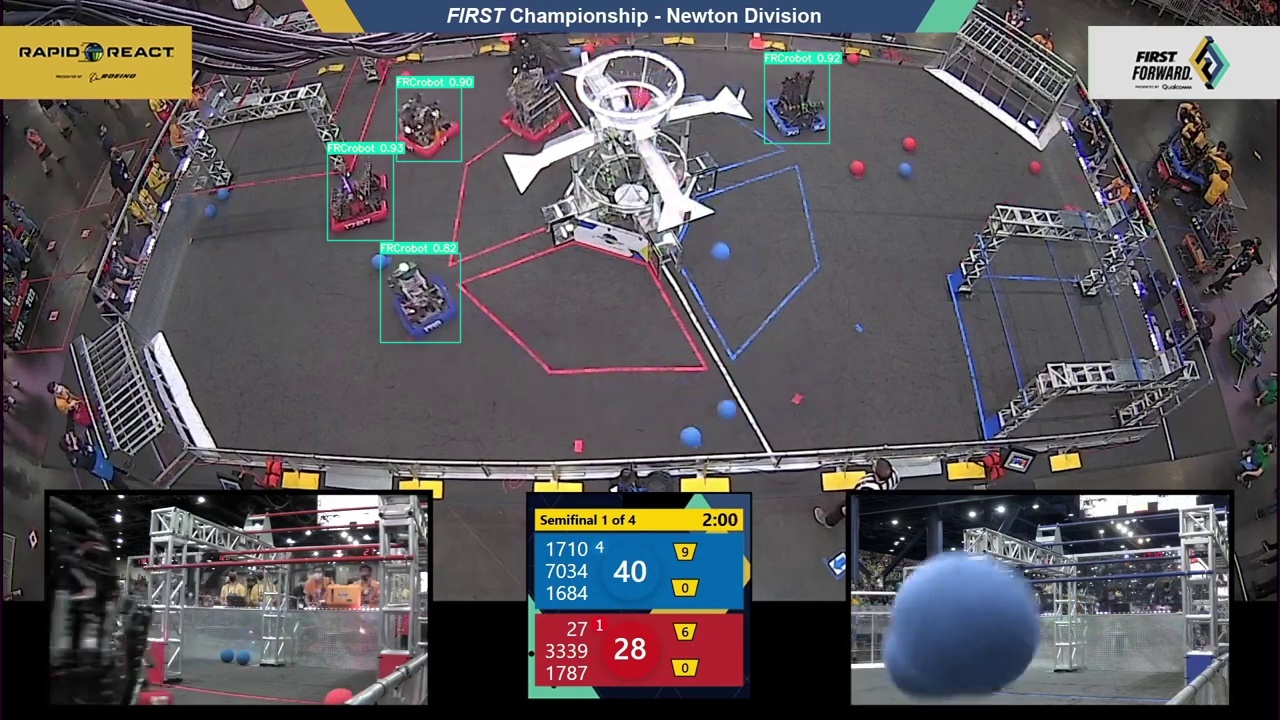 FIRST Championship - Newton Division
RAPID REACT
PRESENTED BY BOEING
FIRST
FORWARD
PRESENTED BY Qualcomm
FRCrobot 0.90
FRCrobot 0.92
FRCrobot 0.93
FRCrobot 0.82
Semifinal 1 of 4 2:00
1710 4
7034
1684
40
9
0
27 1
3339
1787
28
6
0